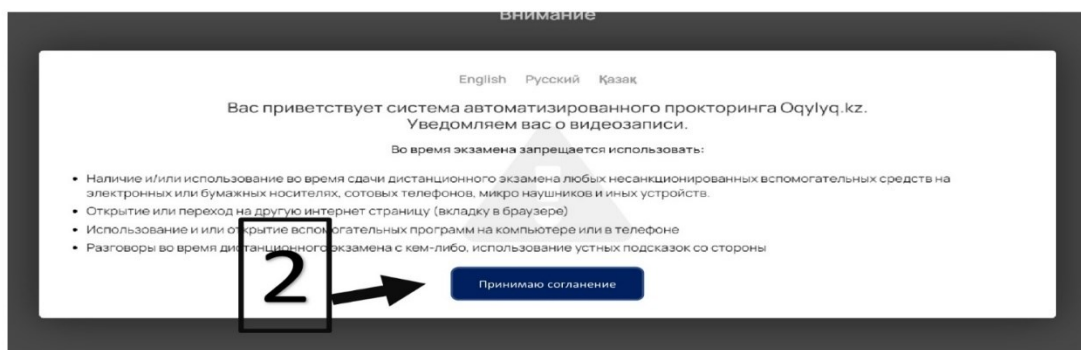 Внимание
English Русский Қазақ
Вас приветствует система автоматизированного прокторинга Oqylyq.kz.
Уведомляем вас о видеозаписи.
Во время экзамена запрещается использовать:
• Наличие и/или использование во время сдачи дистанционного экзамена любых несанкционированных вспомогательных средств на
электронных или бумажных носителях, сотовых телефонов, микро наушников и иных устройств.
• Открытие или переход на другую интернет страницу (вкладку в браузере)
• Использование и или открытие вспомогательных программ на компьютере или в телефоне
• Разговоры во время дистанционного экзамена с кем-либо, использование устных подсказок со стороны
2
Принимаю согланение